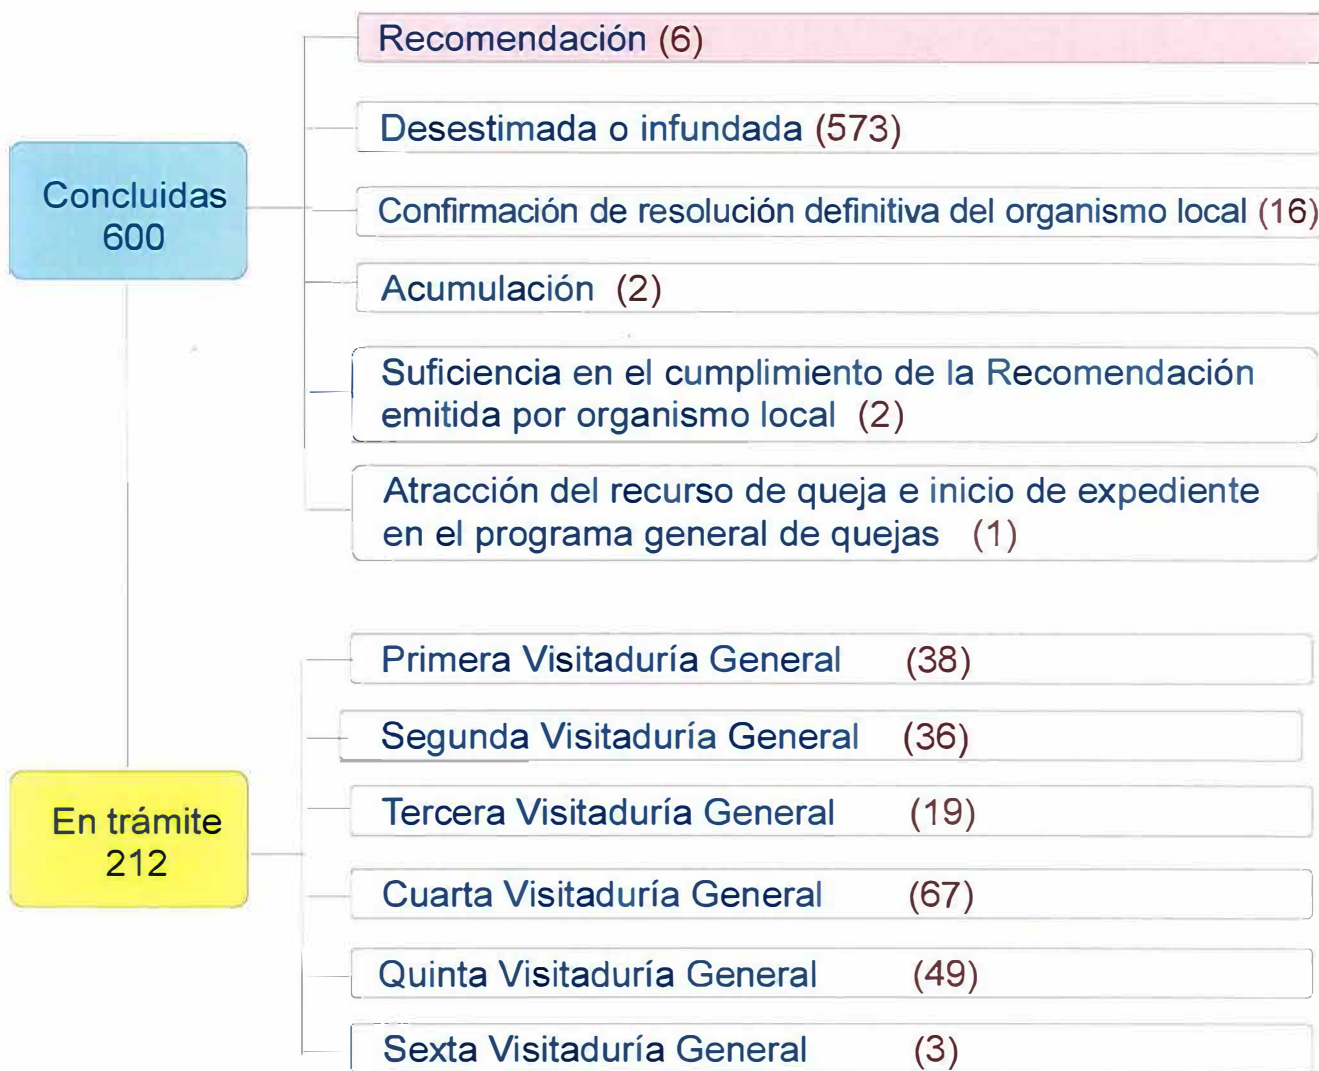 Recomendación (6)
Desestimada o infundada (573)
Concluidas
600
Confirmación de resolución definitiva del organismo local (16)
Acumulación (2)
Suficiencia en el cumplimiento de la Recomendación
emitida por organismo local (2)
Atracción del recurso de queja e inicio de expediente
en el programa general de quejas (1)
Primera Visitaduría General (38)
Segunda Visitaduría General (36)
En trámite
212
Tercera Visitaduría General (19)
Cuarta Visitaduría General (67)
Quinta Visitaduría General (49)
Sexta Visitaduría General (3)